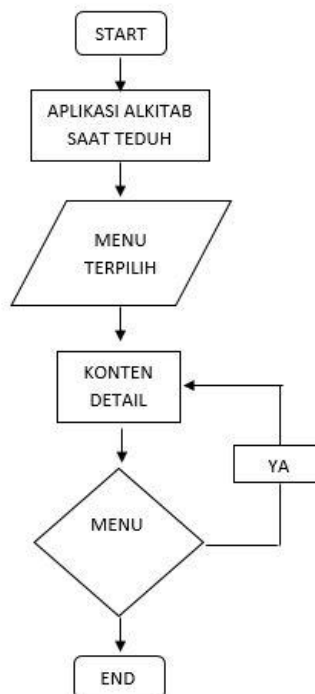 START
APLIKASI ALKITAB
SAAT TEDUH
MENU
TERPILIH
KONTEN
DETAIL
YA
MENU
END